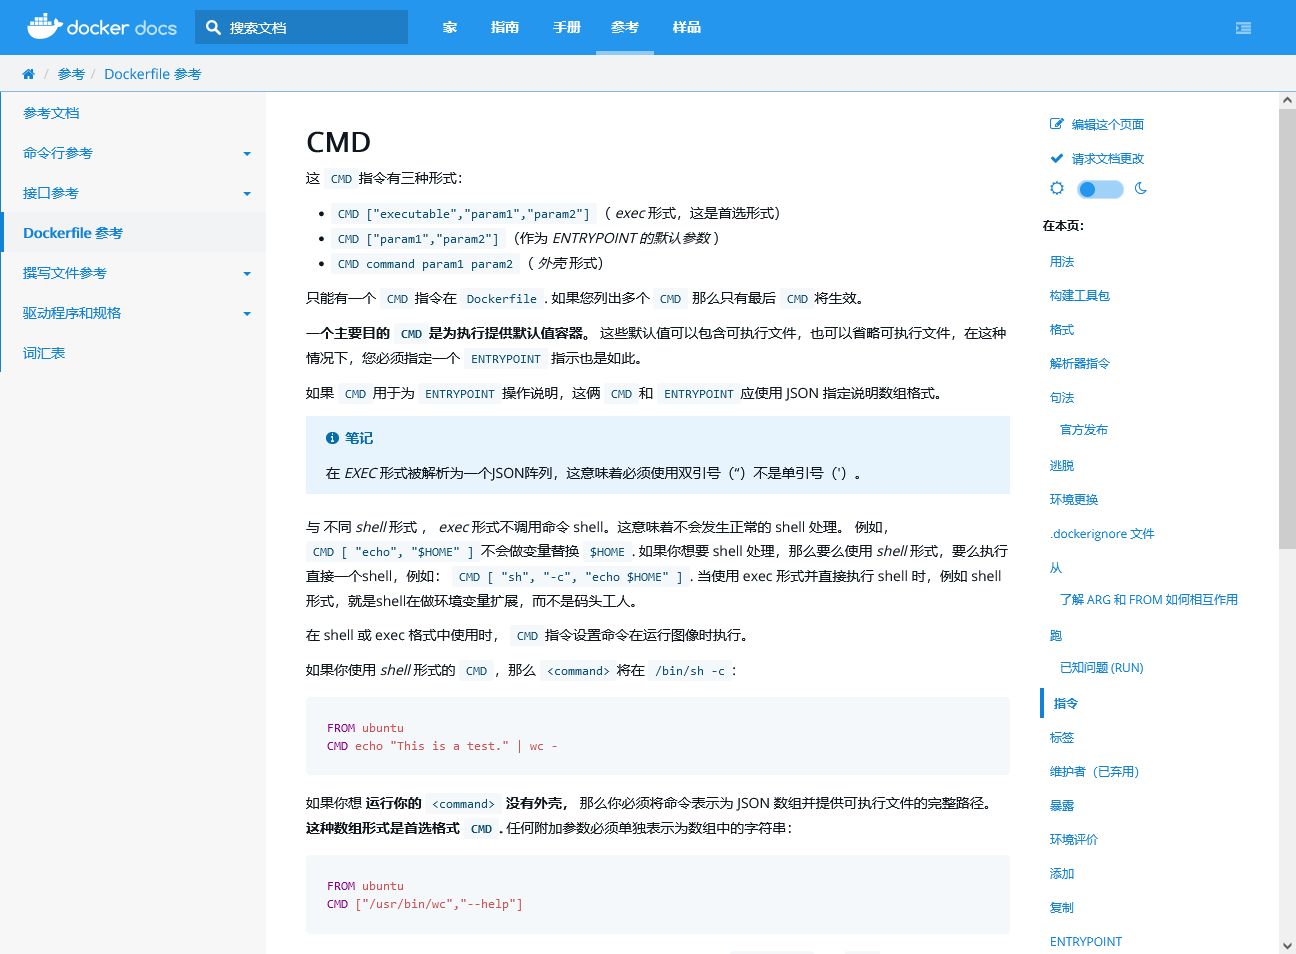 docker docs
搜索文档
家 指南 手册 参考 样品
/ 参考 / Dockerfile 参考
参考文档
命令行参考
接口参考
Dockerfile 参考
撰写文件参考
驱动程序和规格
词汇表
CMD
这 CMD 指令有三种形式：
• CMD ["executable","param1","param2"] （ exec 形式，这是首选形式）
• CMD ["param1","param2"] （作为 ENTRYPOINT 的默认参数 ）
• CMD command param1 param2 （ 外壳 形式）
只能有一个 CMD 指令在 Dockerfile . 如果您列出多个 CMD 那么只有最后 CMD 将生效。
一个主要目的 CMD 是为执行提供默认值容器。 这些默认值可以包含可执行文件，也可以省略可执行文件，在这种
情况下，您必须指定一个 ENTRYPOINT 指示也是如此。
如果 CMD 用于为 ENTRYPOINT 操作说明，这俩 CMD 和 ENTRYPOINT 应使用 JSON 指定说明数组格式。
笔记
在 EXEC 形式被解析为一个JSON阵列，这意味着必须使用双引号（“）不是单引号（'）。
与 不同 shell 形式 ， exec 形式不调用命令 shell。这意味着不会发生正常的 shell 处理。 例如，
CMD [ "echo", "$HOME" ] 不会做变量替换 $HOME . 如果你想要 shell 处理，那么要么使用 shell 形式，要么执行
直接一个shell，例如： CMD [ "sh", "-c", "echo $HOME" ] . 当使用 exec 形式并直接执行 shell 时，例如 shell
形式，就是shell在做环境变量扩展，而不是码头工人。
在 shell 或 exec 格式中使用时， CMD 指令设置命令在运行图像时执行。
如果你使用 shell 形式的 CMD ，那么 <command> 将在 /bin/sh -c ：
FROM ubuntu
CMD echo "This is a test." | wc -
如果你想 运行你的 <command> 没有外壳， 那么你必须将命令表示为 JSON 数组并提供可执行文件的完整路径。
这种数组形式是首选格式 CMD . 任何附加参数必须单独表示为数组中的字符串：
FROM ubuntu
CMD ["/usr/bin/wc","--help"]
编辑这个页面
请求文档更改
在本页：
用法
构建工具包
格式
解析器指令
句法
官方发布
逃脱
环境更换
.dockerignore 文件
从
了解 ARG 和 FROM 如何相互作用
跑
已知问题 (RUN)
指令
标签
维护者（已弃用）
暴露
环境评价
添加
复制
ENTRYPOINT